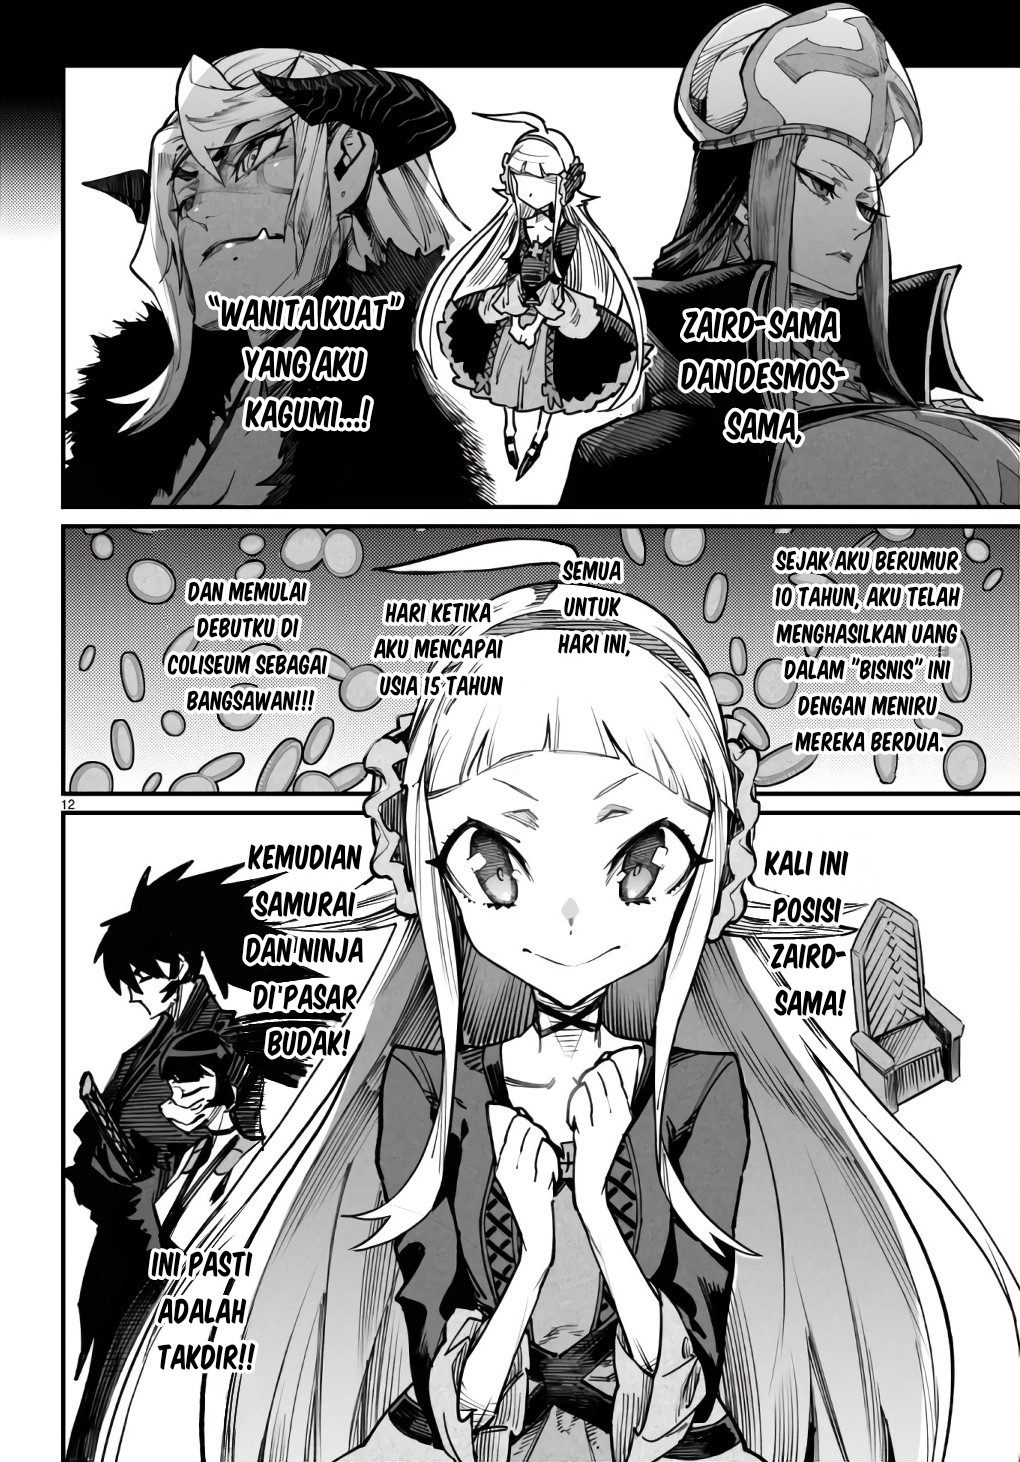 ZAIRD-SAMA
DAN DESMOS-
SAMA,
"WANITA KUAT"
YANG AKU
KAGUMI...!
SEJAK AKU BERUMUR
10 TAHUN, AKU TELAH
MENGHASILKAN UANG
DALAM "BISNIS" INI
DENGAN MENIRU
MEREKA BERDUA.
SEMUA
UNTUK
HARI INI,
HARI KETIKA
AKU MENCAPAI
USIA 15 TAHUN
DAN MEMULAI
DEBUTKU DI
COLISEUM SEBAGAI
BANGSAWAN!!!
12
KALI INI
POSISI
ZAIRD-
SAMA!
KEMUDIAN
SAMURAI
DAN NINJA
DI'PASAR
BUDAK!
INI PASTI
ADALAH
TAKDIR!!